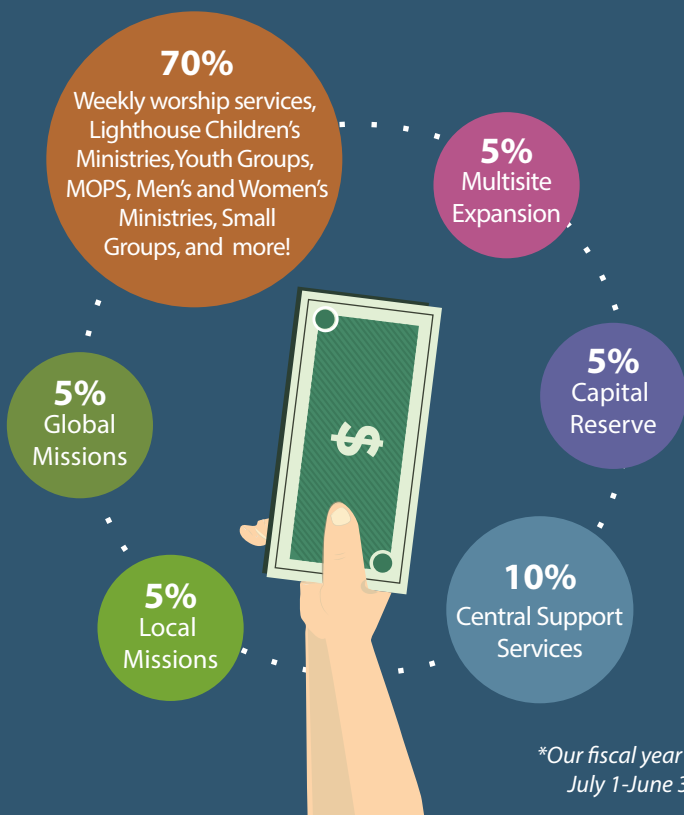 70%
Weekly worship services,
Lighthouse Children's
Ministries,Youth Groups,
MOPS, Men's and Women's
Ministries, Small
Groups, and more!
5%
Multisite
Expansion
5%
Capital
Reserve
10%
Central Support
Services
5%
Local
Missions
5%
Global
Missions
$
*Our fiscal year
July 1-June 3